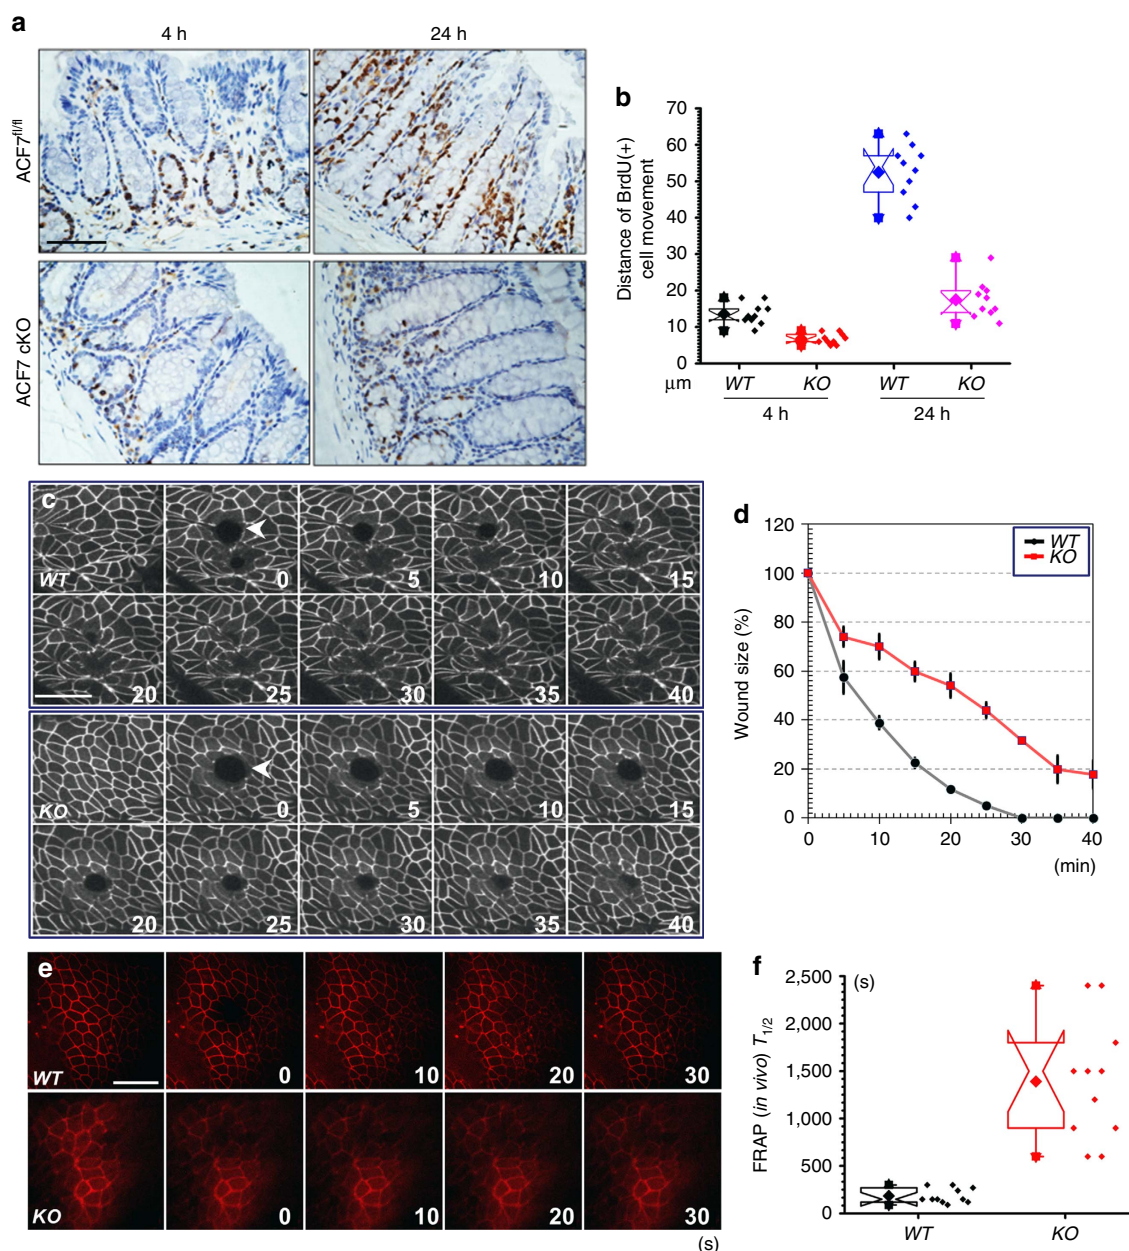 a
4 h
24 h
ACF7fl/fl
ACF7 cKO
b
Distance of BrdU(+)
cell movement
70
60
50
40
30
20
10
0
μm
WT
KO
WT
KO
4 h
24 h
c
WT
0
5
10
15
20
25
30
35
40
KO
0
5
10
15
20
25
30
35
40
d
Wound size (%)
120
100
80
60
40
20
0
WT
KO
0
10
20
30
40
(min)
e
WT
0
10
20
30
KO
0
10
20
30
(s)
f
FRAP (in vivo) T1/2
(s)
2,500
2,000
1,500
1,000
500
0
WT
KO